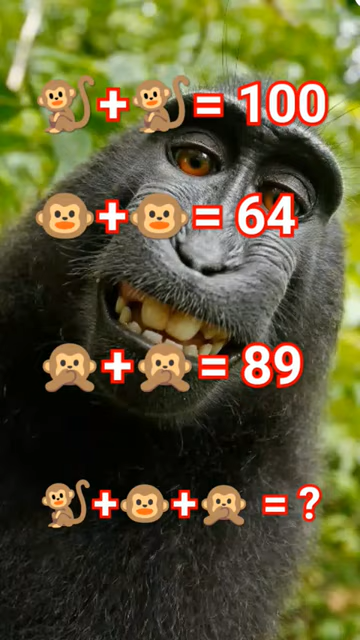 🐒+🐒= 100
🐵+🐵= 64
🙊+🙊= 89
🐒+🐵+🙊 = ?